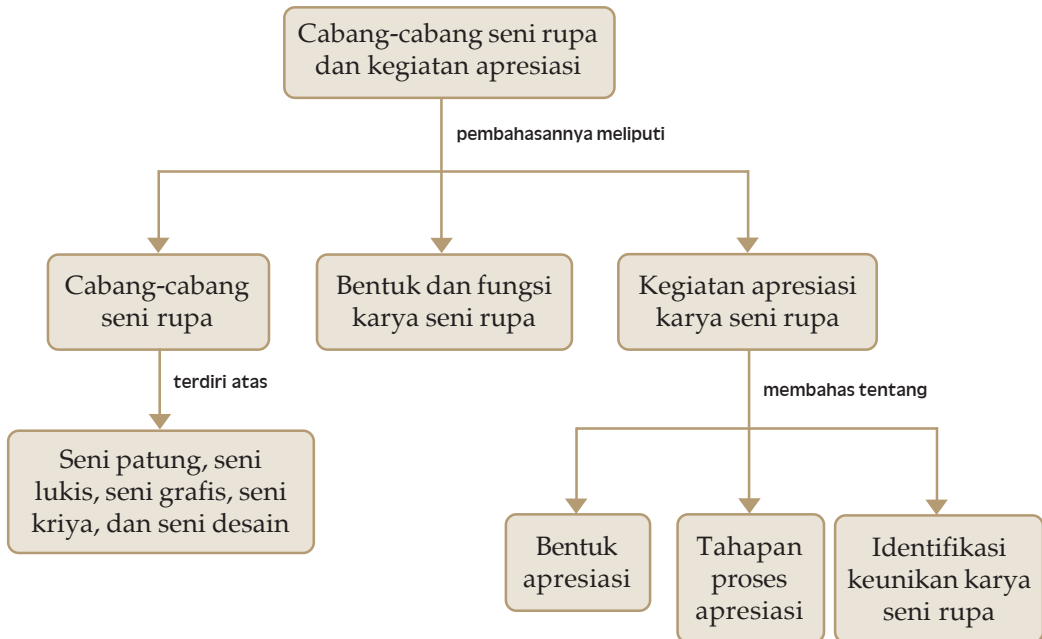 Cabang-cabang seni rupa
dan kegiatan apresiasi
pembahasannya meliputi
Cabang-cabang
seni rupa
Bentuk dan fungsi
karya seni rupa
Kegiatan apresiasi
karya seni rupa
terdiri atas
membahas tentang
Seni patung, seni
lukis, seni grafis, seni
kriya, dan seni desain
Bentuk
apresiasi
Tahapan
proses
apresiasi
Identifikasi
keunikan karya
seni rupa